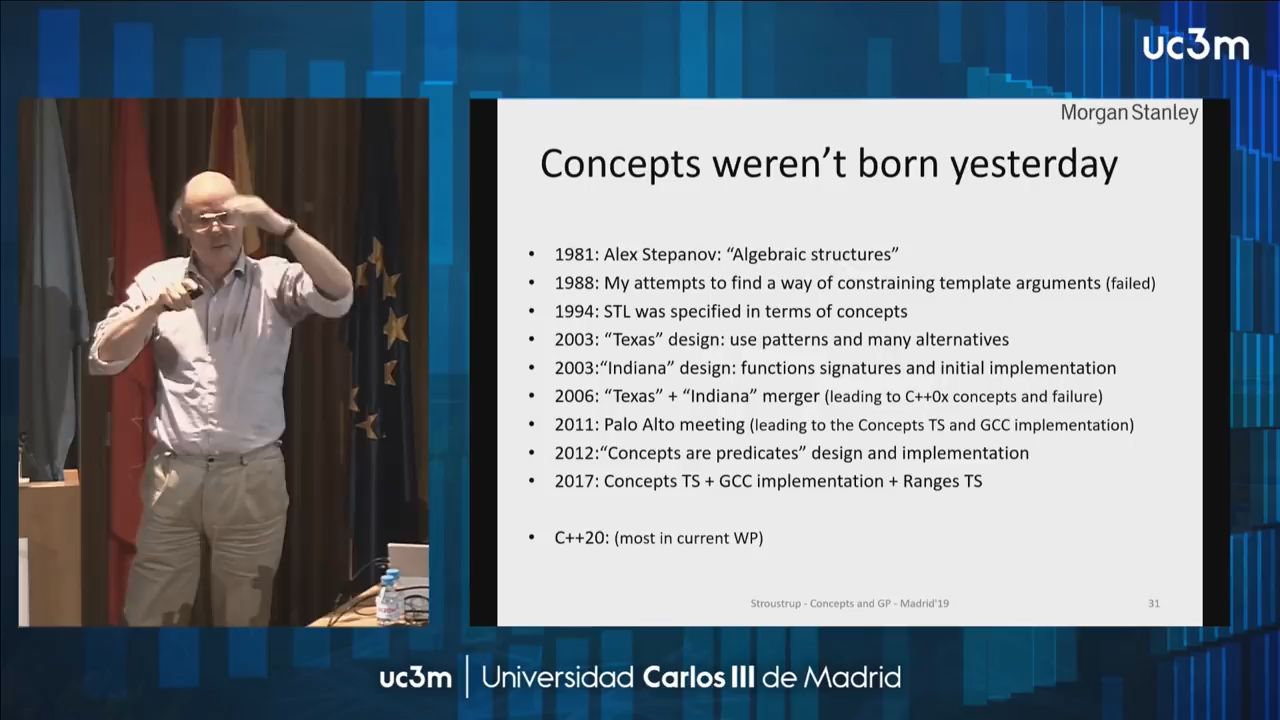 uc3m
Morgan Stanley
Concepts weren’t born yesterday
• 1981: Alex Stepanov: “Algebraic structures”
• 1988: My attempts to find a way of constraining template arguments (failed)
• 1994: STL was specified in terms of concepts
• 2003: “Texas” design: use patterns and many alternatives
• 2003:“Indiana” design: functions signatures and initial implementation
• 2006: “Texas” + “Indiana” merger (leading to C++0x concepts and failure)
• 2011: Palo Alto meeting (leading to the Concepts TS and GCC implementation)
• 2012:“Concepts are predicates” design and implementation
• 2017: Concepts TS + GCC implementation + Ranges TS
• C++20: (most in current WP)
Stroustrup - Concepts and GP - Madrid'19
31
uc3m | Universidad Carlos III de Madrid